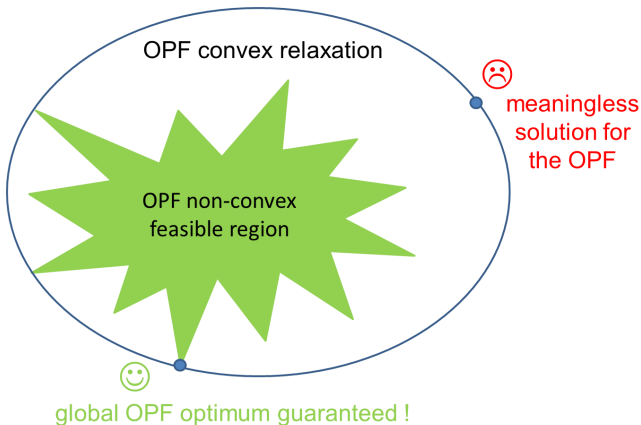 OPF convex relaxation
meaningless
solution for
the OPF
OPF non-convex
feasible region
global OPF optimum guaranteed !